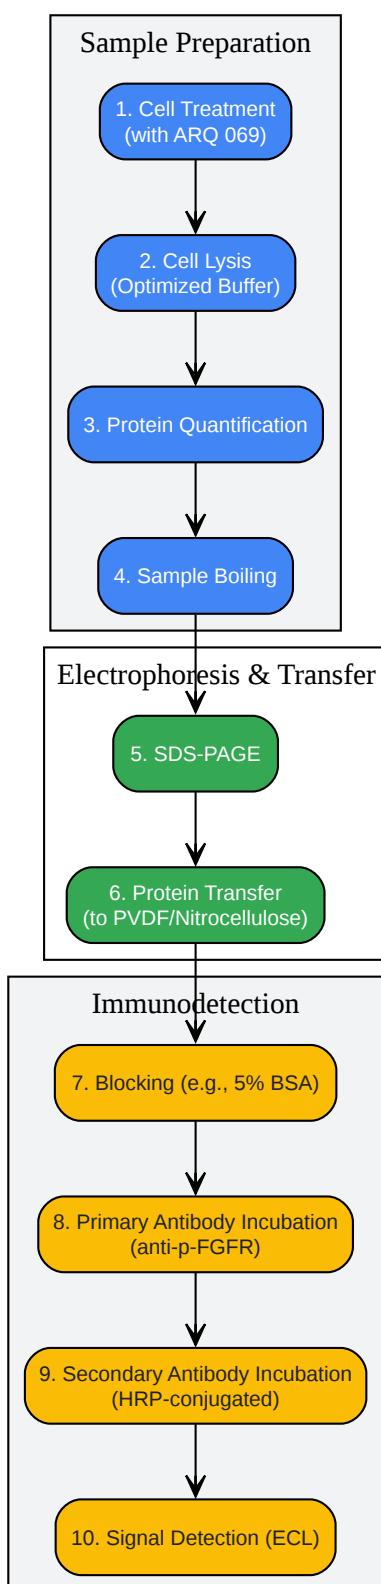 Sample Preparation
1. Cell Treatment
(with ARQ 069)
2. Cell Lysis
(Optimized Buffer)
3. Protein Quantification
4. Sample Boiling
Electrophoresis & Transfer
5. SDS-PAGE
6. Protein Transfer
(to PVDF/Nitrocellulose)
Immunodetection
7. Blocking (e.g., 5% BSA)
8. Primary Antibody Incubation
(anti-p-FGFR)
9. Secondary Antibody Incubation
(HRP-conjugated)
10. Signal Detection (ECL)